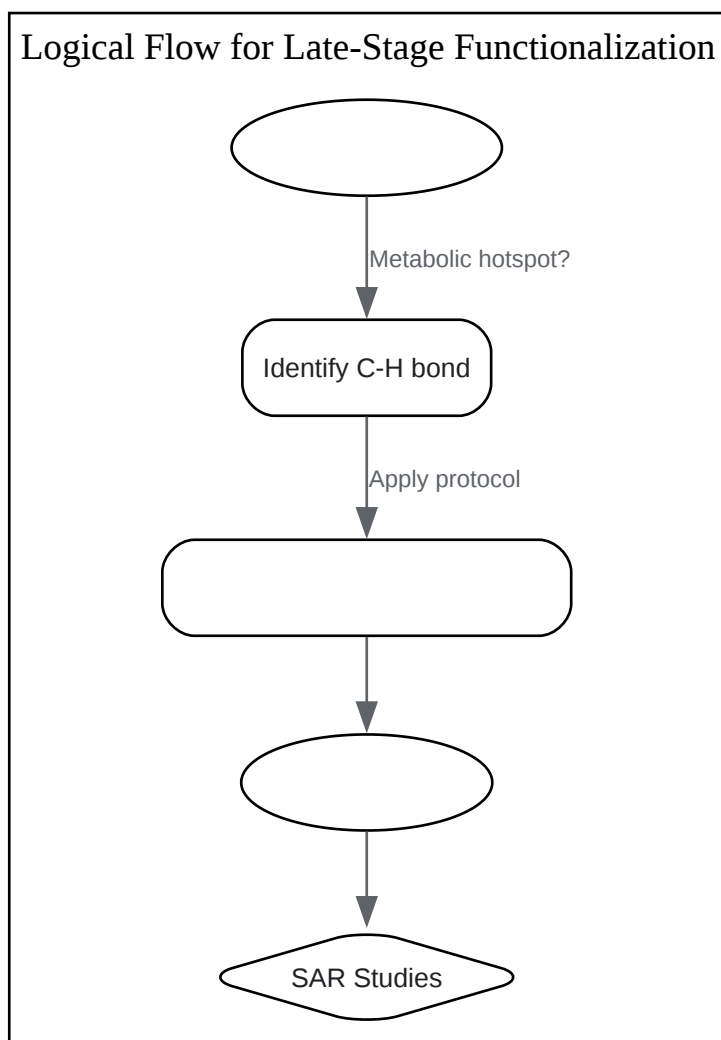 Logical Flow for Late-Stage Functionalization
Metabolic hotspot?
Identify C-H bond
Apply protocol
SAR Studies